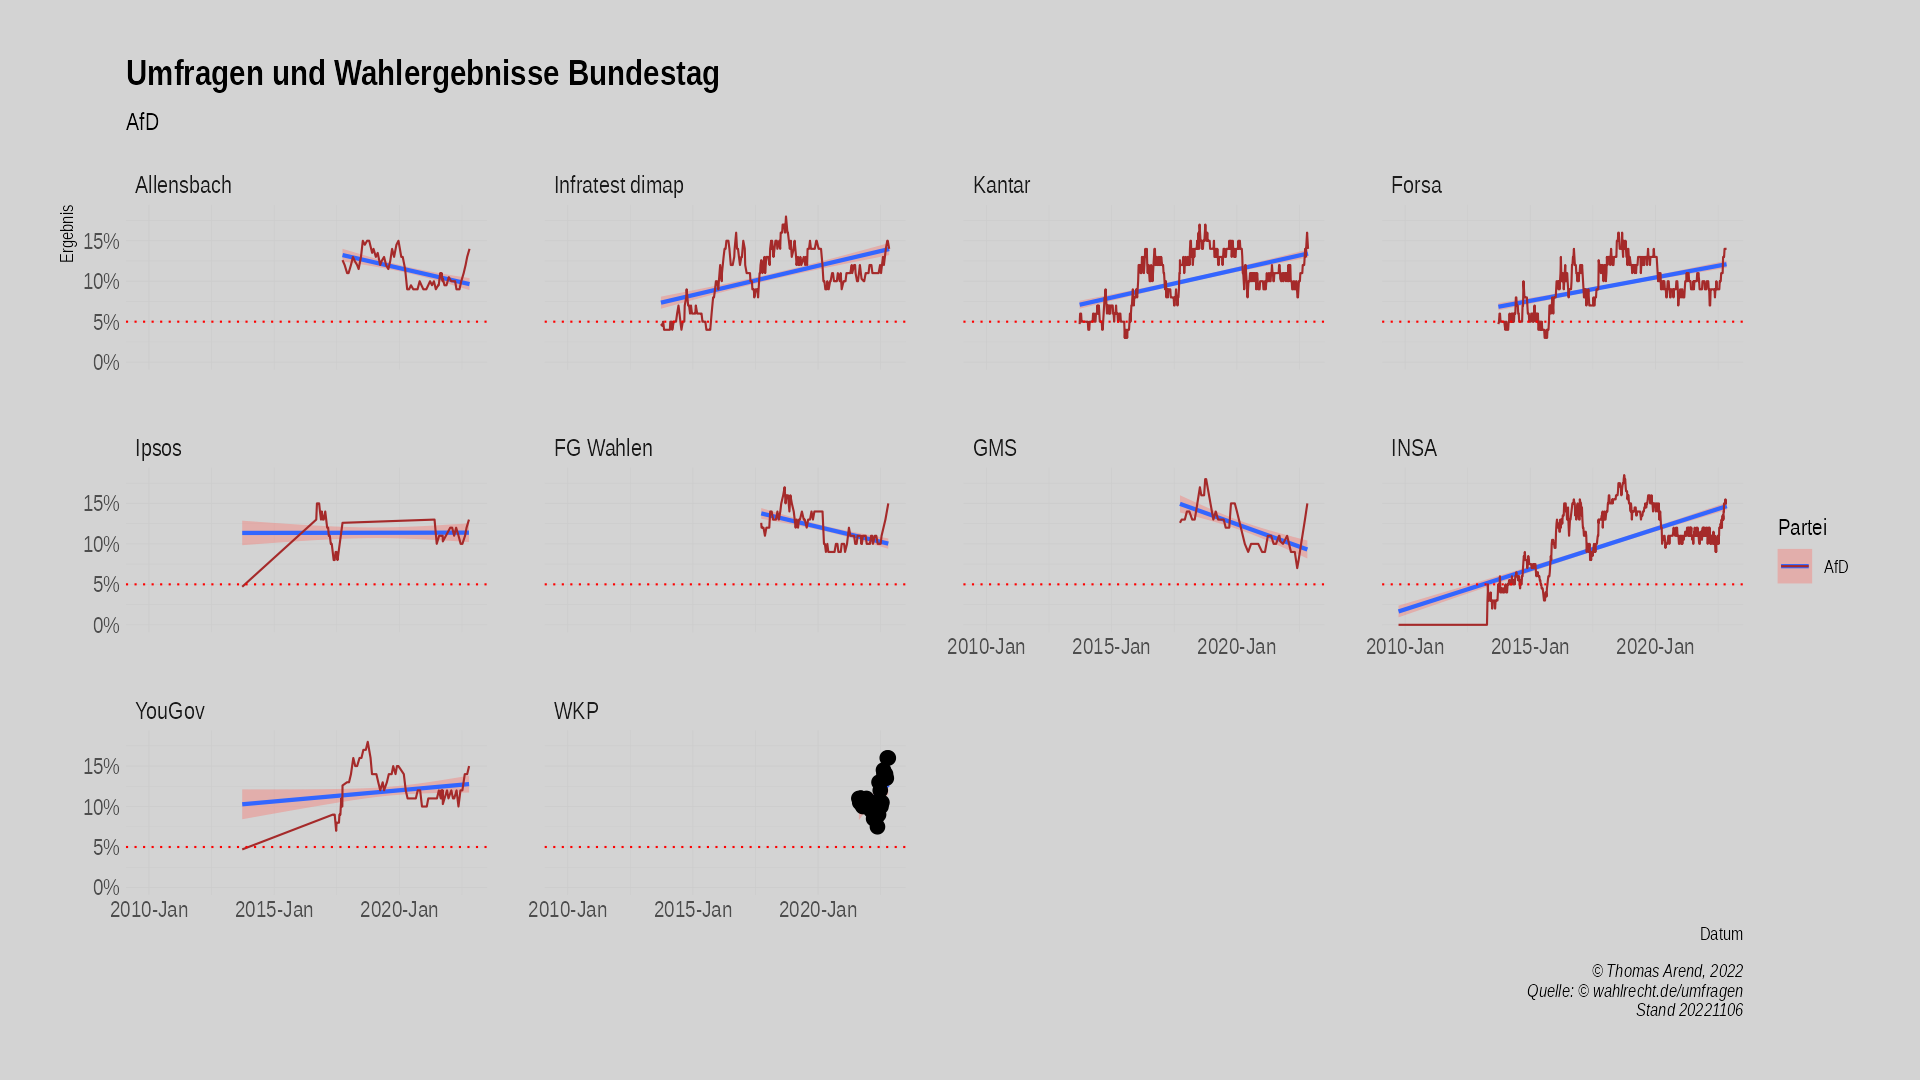 Umfragen und Wahlergebnisse Bundestag
AfD
Allensbach
Infratest dimap
Kantar
Forsa
Ergebnis
15%
10%
5%
0%
Ipsos
FG Wahlen
GMS
INSA
15%
10%
5%
0%
2010-Jan 2015-Jan 2020-Jan
2010-Jan 2015-Jan 2020-Jan
Partei
AfD
YouGov
WKP
15%
10%
5%
0%
2010-Jan 2015-Jan 2020-Jan
2010-Jan 2015-Jan 2020-Jan
Datum
© Thomas Arend, 2022
Quelle: © wahlrecht.de/umfragen
Stand 20221106